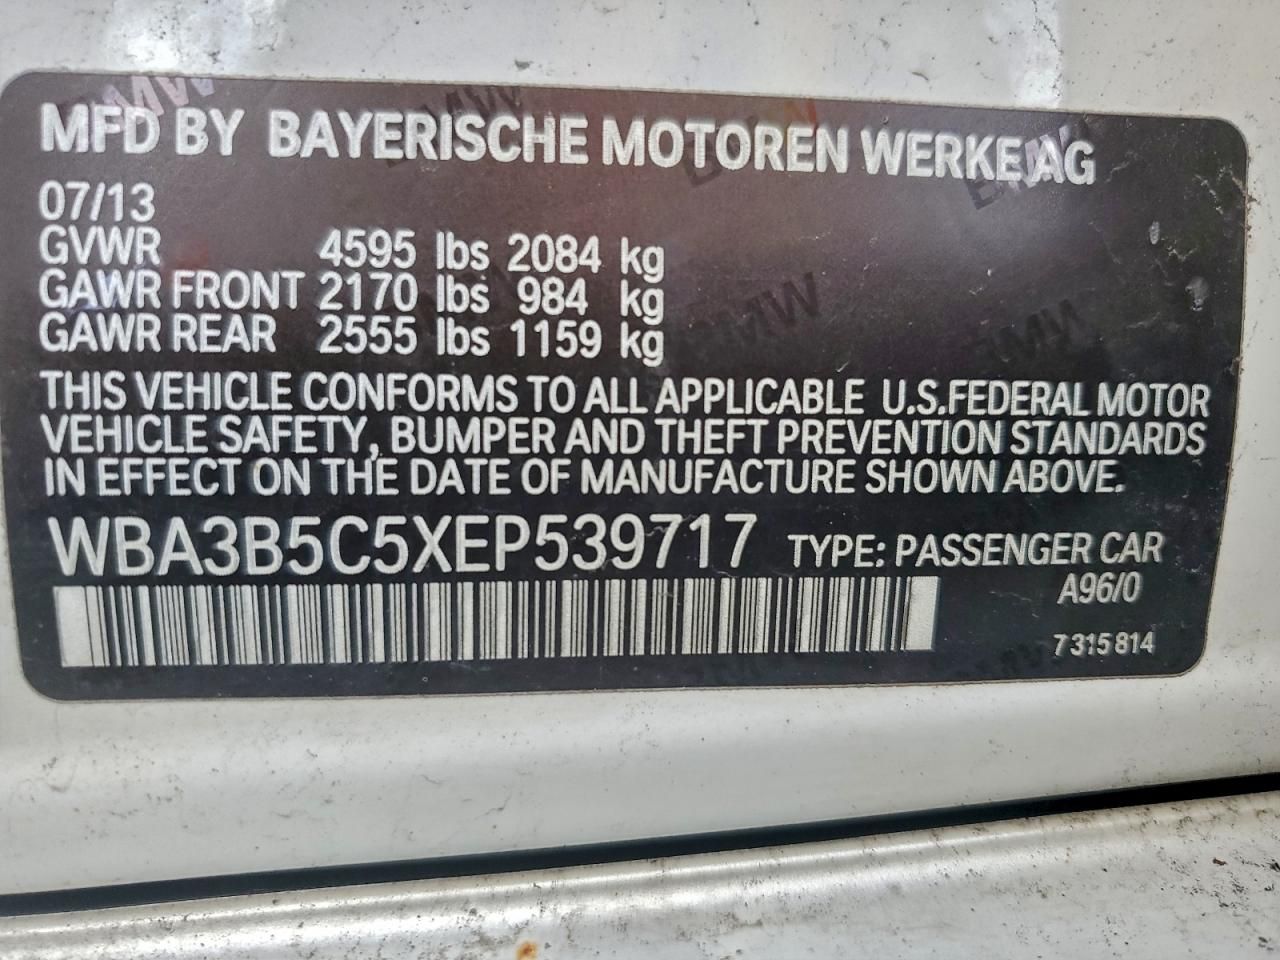 MFD BY BAYERISCHE MOTOREN WERKE AG
07/13
GVWR 4595 lbs 2084 kg
GAWR FRONT 2170 lbs 984 kg
GAWR REAR 2555 lbs 1159 kg
THIS VEHICLE CONFORMS TO ALL APPLICABLE U.S.FEDERAL MOTOR
VEHICLE SAFETY, BUMPER AND THEFT PREVENTION STANDARDS
IN EFFECT ON THE DATE OF MANUFACTURE SHOWN ABOVE.
WBA3B5C5XEP539717 TYPE: PASSENGER CAR
A96/0
7315814